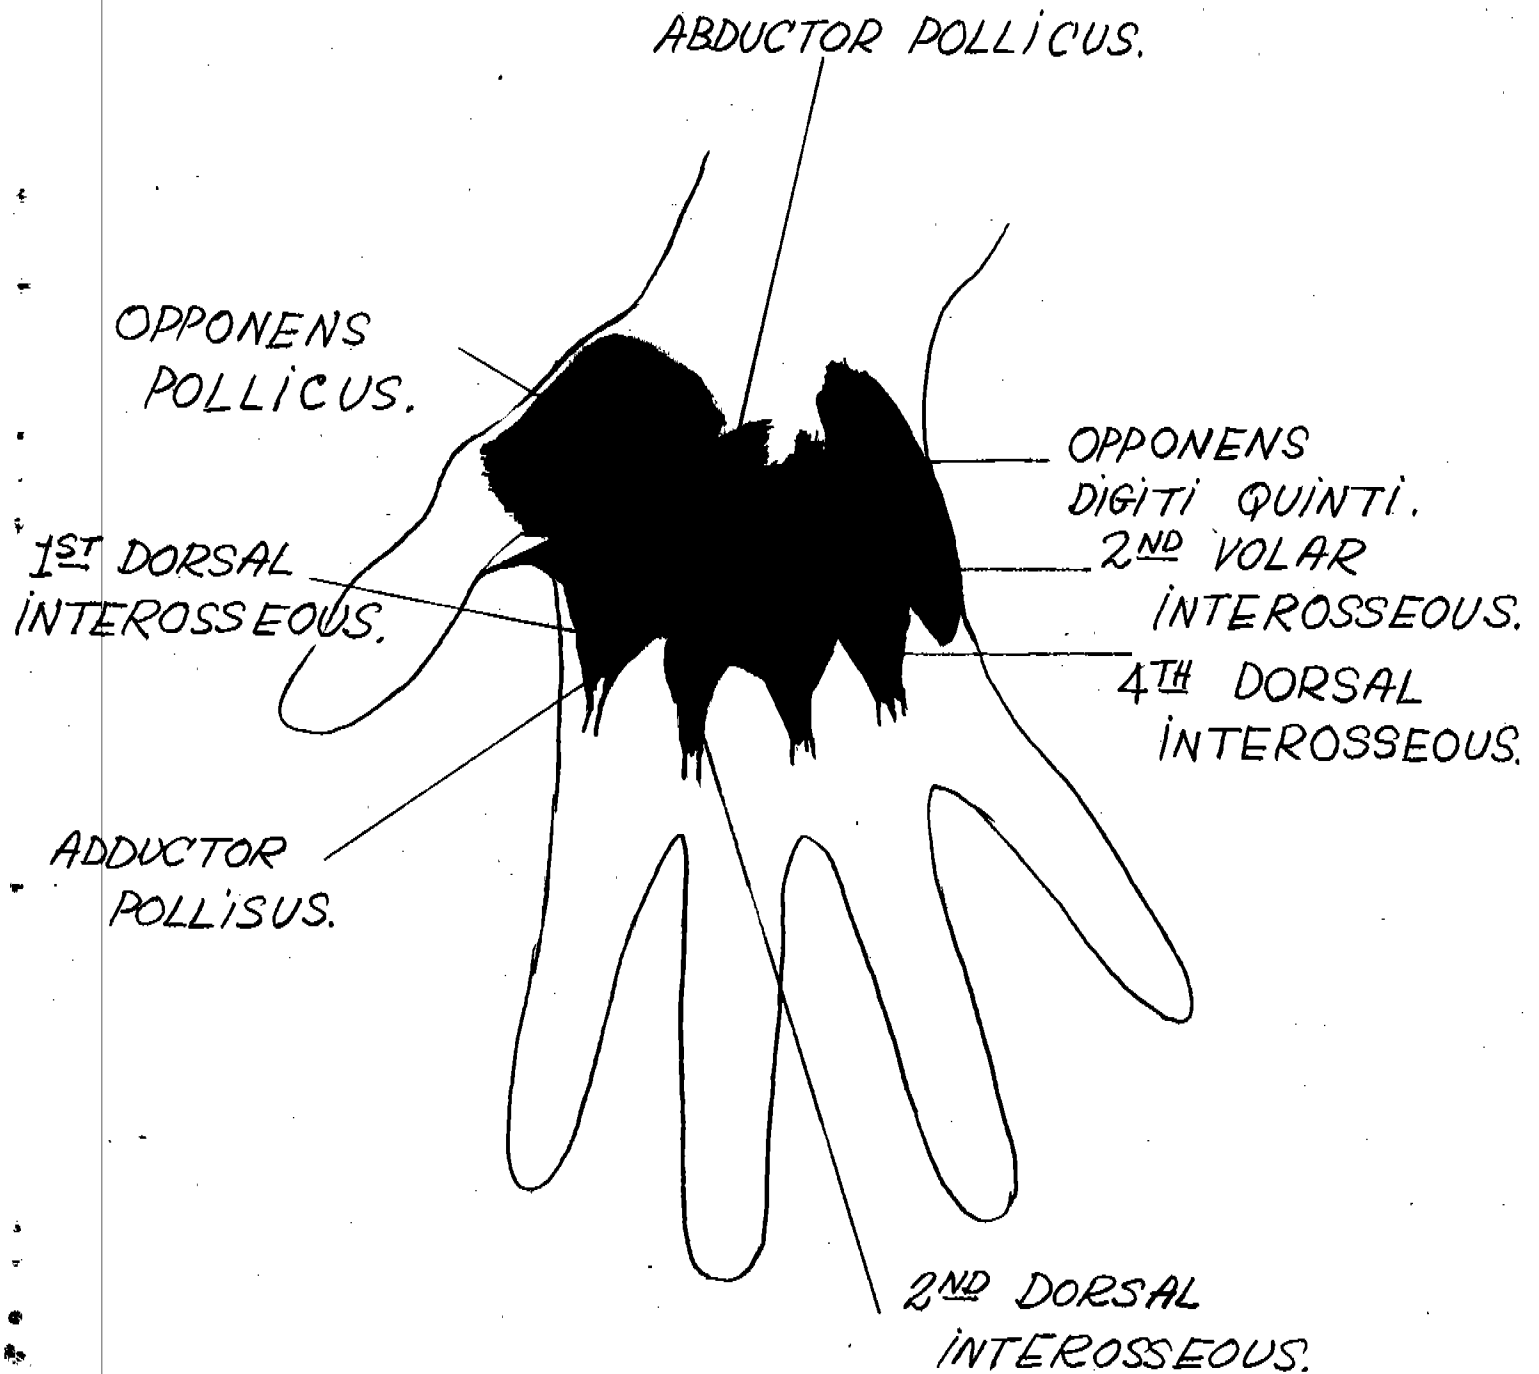 ABDUCTOR POLLICUS.
OPPONENS
POLLICUS.
OPPONENS
DIGITI QUINTI.
1ST DORSAL
INTEROSSEOUS.
2ND VOLAR
INTEROSSEOUS.
4TH DORSAL
INTEROSSEOUS.
ADDUCTOR
POLLISUS.
2ND DORSAL
INTEROSSEOUS.